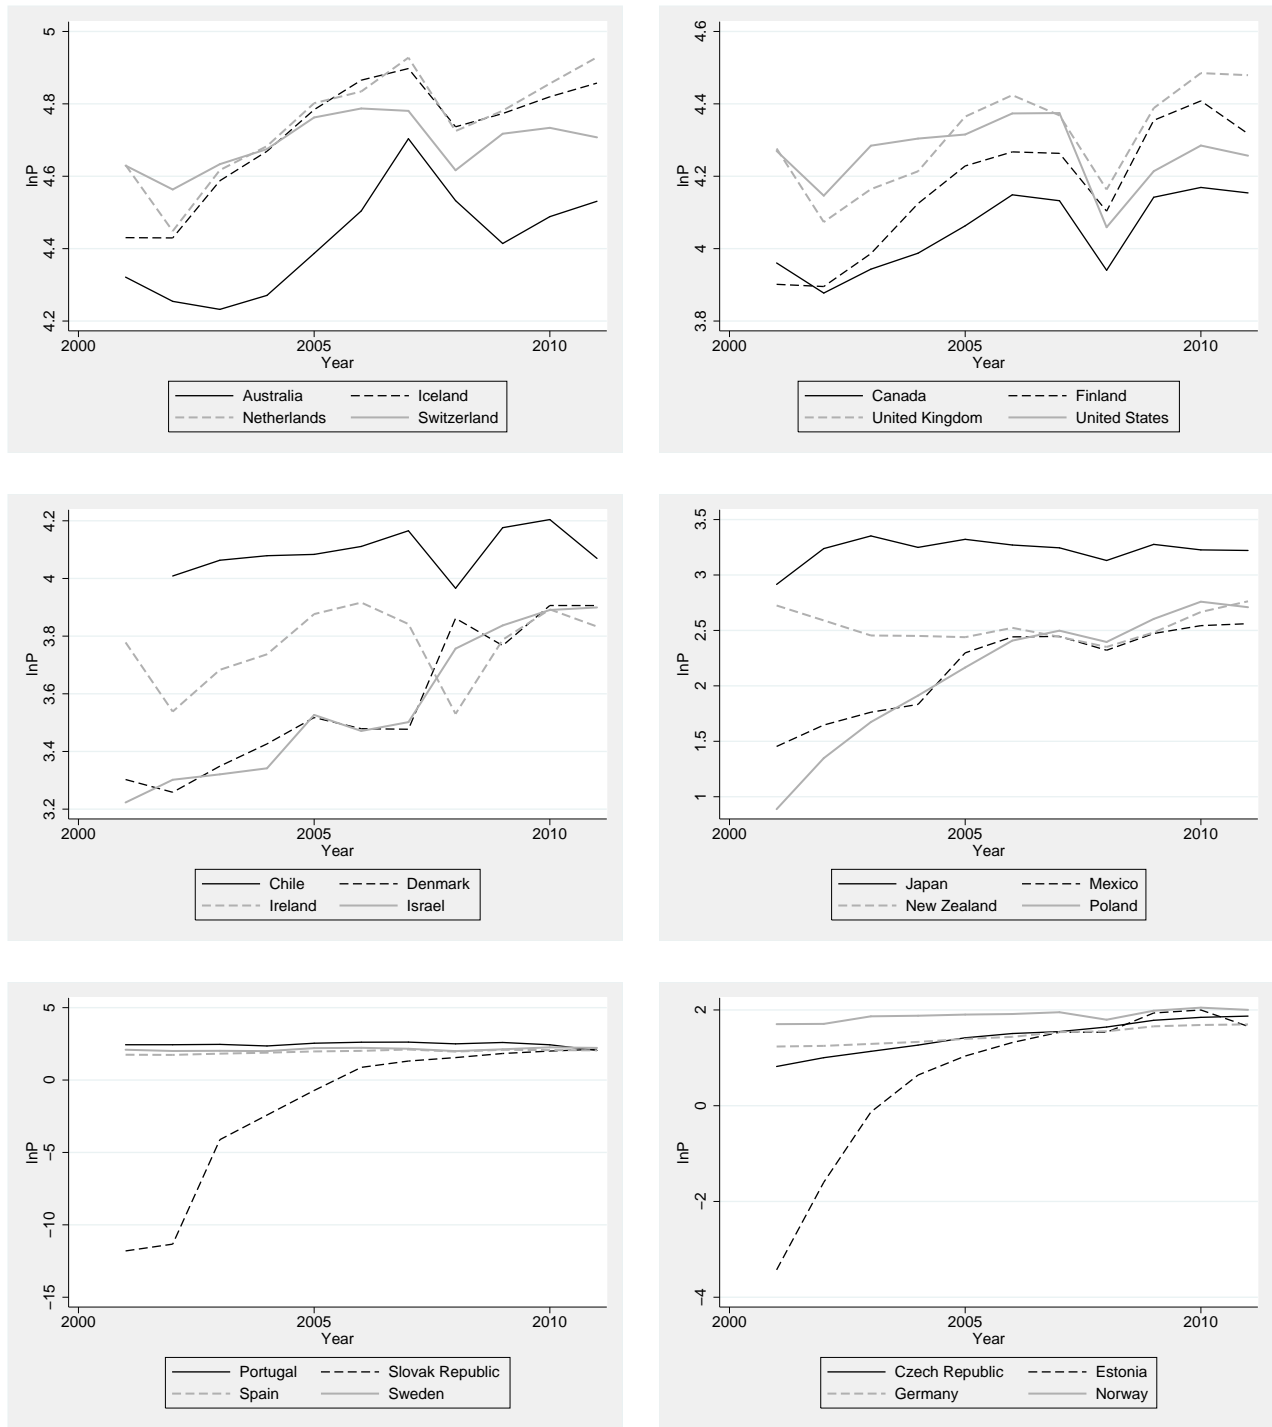 5
4.8
4.6
4.4
4.2
lnP
2000 2005 2010
Year
Australia Iceland
Netherlands Switzerland
4.6
4.4
4.2
4
3.8
lnP
2000 2005 2010
Year
Canada Finland
United Kingdom United States
4.2
4
3.8
3.6
3.4
3.2
lnP
2000 2005 2010
Year
Chile Denmark
Ireland Israel
3.5
3
2.5
2
1.5
1
lnP
2000 2005 2010
Year
Japan Mexico
New Zealand Poland
5
0
−5
−10
−15
lnP
2000 2005 2010
Year
Portugal Slovak Republic
Spain Sweden
2
0
−2
−4
lnP
2000 2005 2010
Year
Czech Republic Estonia
Germany Norway